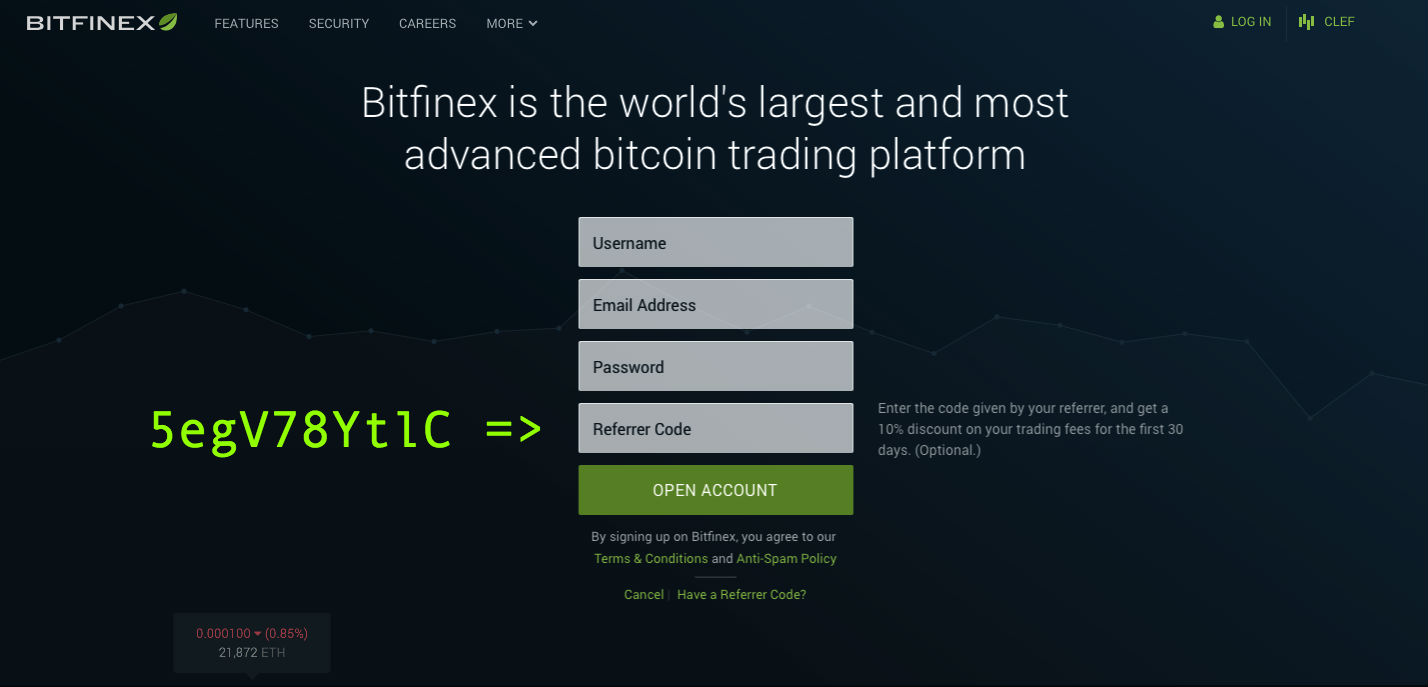 BITFINEX FEATURES SECURITY CAREERS MORE LOG IN CLEF
Bitfinex is the world's largest and most
advanced bitcoin trading platform
Username
Email Address
Password
5egV78YtlC => Referrer Code
Enter the code given by your referrer, and get a
10% discount on your trading fees for the first 30
days. (Optional.)
OPEN ACCOUNT
By signing up on Bitfinex, you agree to our
Terms & Conditions and Anti-Spam Policy
Cancel | Have a Referrer Code?
0.000100 (0.85%)
21,872 ETH